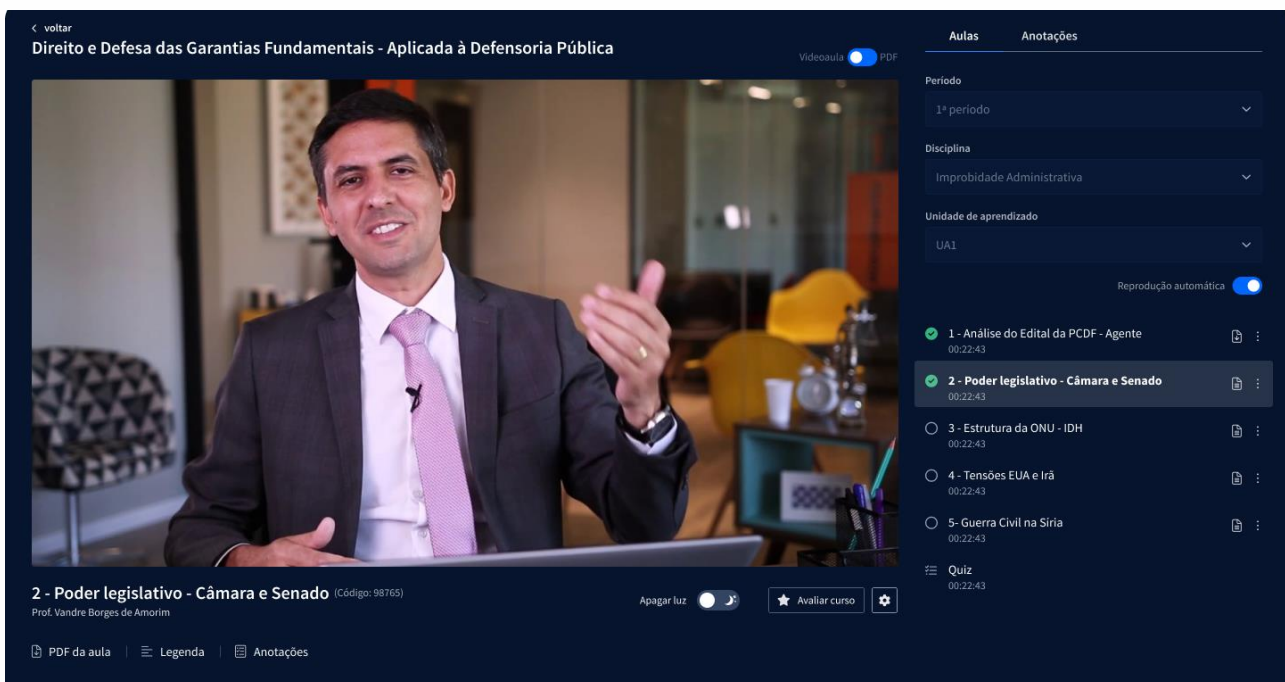 voltar
Direito e Defesa das Garantias Fundamentais - Aplicada à Defensoria Pública
Videoaula PDF
Aulas Anotações
Período
1ª período
Disciplina
Improbidade Administrativa
Unidade de aprendizado
UA1
Reprodução automática
1 - Análise do Edital da PCDF - Agente
00:22:43
2 - Poder legislativo - Câmara e Senado
00:22:43
3 - Estrutura da ONU - IDH
00:22:43
4 - Tensões EUA e Irã
00:22:43
5- Guerra Civil na Síria
00:22:43
Quiz
00:22:43
2 - Poder legislativo - Câmara e Senado (Código: 98765)
Prof. Vandre Borges de Amorim
Apagar luz
Avaliar curso
PDF da aula
Legenda
Anotações